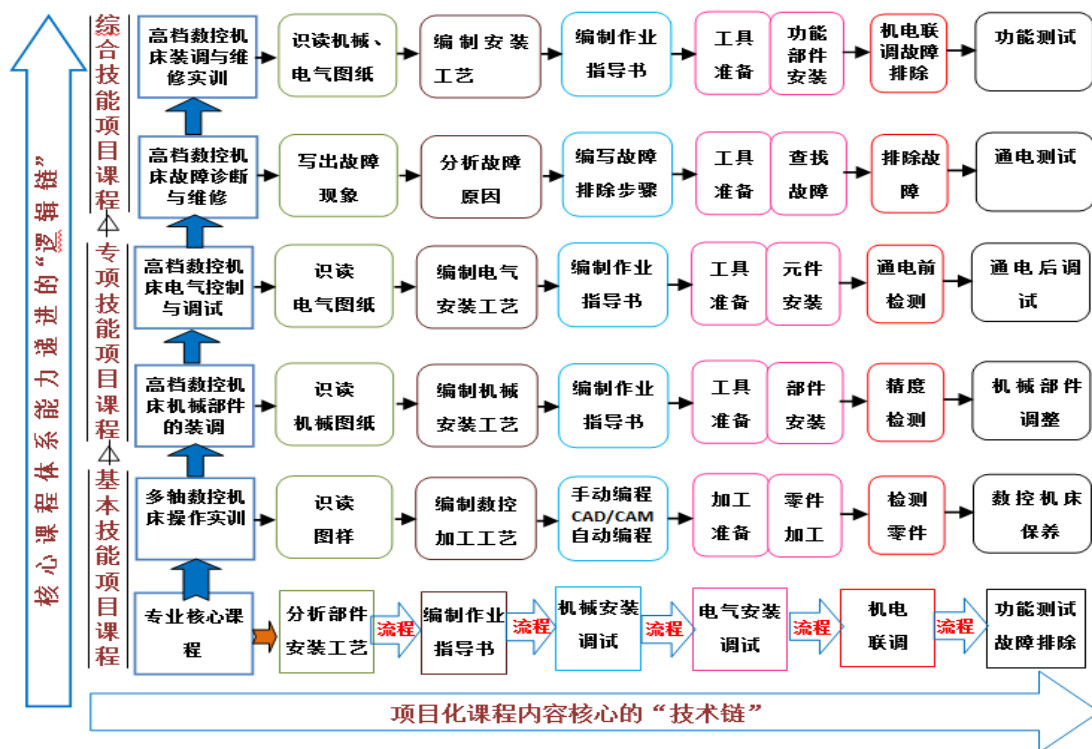 核心课程体系能力递进的“逻辑链”
综合技能项目课程
专项技能项目课程
基本技能项目课程
高档数控机
床装调与维
修实训
识读机械、
电气图纸
编制安装
工艺
编制作业
指导书
工具
准备
功能
部件
安装
机电联
调故障
排除
功能测试
高档数控机
床故障诊断
与维修
写出故障
现象
分析故障
原因
编写故障
排除步骤
工具
准备
查找
故障
排除故
障
通电测试
高档数控机
床电气控制
与调试
识读
电气图纸
编制电气
安装工艺
编制作业
指导书
工具
准备
元件
安装
通电前
检测
通电后调
试
高档数控机
床机械部件
的装调
识读
机械图纸
编制机械
安装工艺
编制作业
指导书
工具
准备
部件
安装
精度
检测
机械部件
调整
多轴数控机
床操作实训
识读
图样
编制数控
加工工艺
手动编程
CAD/CAM
自动编程
加工
准备
零件
加工
检测
零件
数控机床
保养
专业核心课
程
分析部件
安装工艺
流程
编制作业
指导书
流程
机械安装
调试
流程
电气安装
调试
流程
机电
联调
流程
功能测试
故障排除
项目化课程内容核心的“技术链”